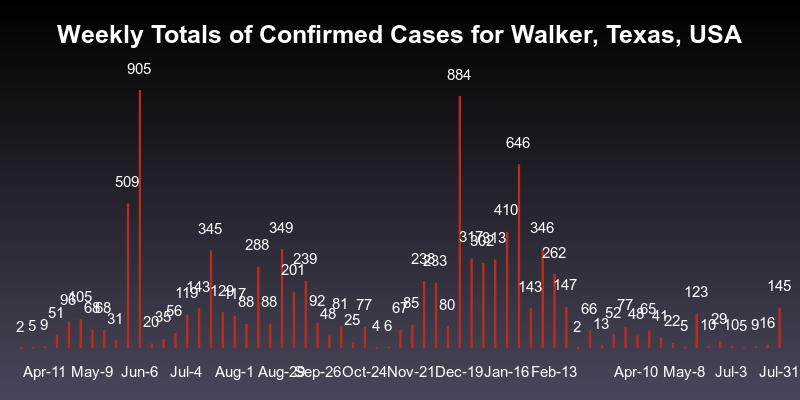 Weekly Totals of Confirmed Cases for Walker, Texas, USA
2 5 9 51 96 105 68 68 31 509 905 20 35 56 119 143 345 129 117 88 288 88 349 201 239 92 48 81 25 77 4 6 67 85 238 233 80 884 317 302 313 410 646 143 346 262 147 2 66 13 52 77 48 65 41 22 5 123 10 29 10 5 9 16 145
Apr-11 May-9 Jun-6 Jul-4 Aug-1 Aug-29 Sep-26 Oct-24 Nov-21 Dec-19 Jan-16 Feb-13 Apr-10 May-8 Jul-3 Jul-31